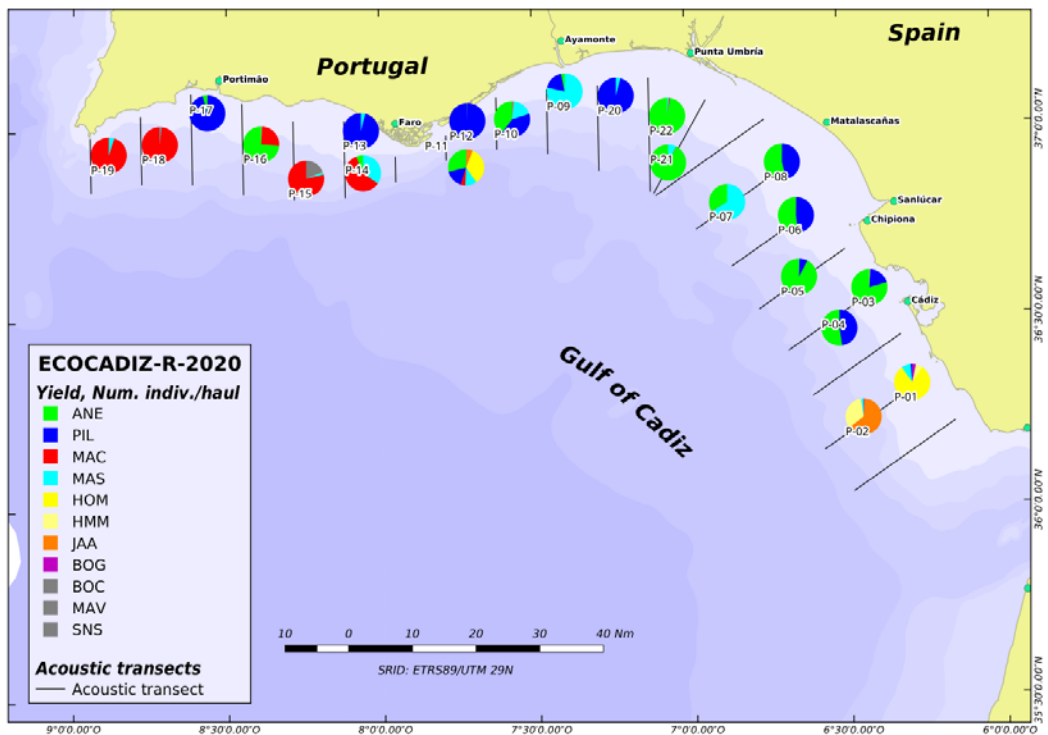 Spain
Portugal
Ayamonte
Punta Umbría
Portimão
Faro
Matalascañas
Sanlúcar
Chipiona
Cádiz
P-17
P-09
P-20
P-22
P-12
P-10
P-13
P-11
P-18
P-19
P-16
P-14
P-15
P-21
P-08
P-07
P-06
P-05
P-03
P-04
P-01
P-02
Gulf of Cadiz
ECOCADIZ-R-2020
Yield, Num. indiv./haul
ANE
PIL
MAC
MAS
HOM
HMM
JAA
BOG
BOC
MAV
SNS
Acoustic transects
Acoustic transect
10 0 10 20 30 40 Nm
SRID: ETRS89/UTM 29N
37°0'0.00"N
36°30'0.00"N
36°0'0.00"N
35°30'0.00"N
9°0'0.00"O 8°30'0.00"O 8°0'0.00"O 7°30'0.00"O 7°0'0.00"O 6°30'0.00"O 6°0'0.00"O